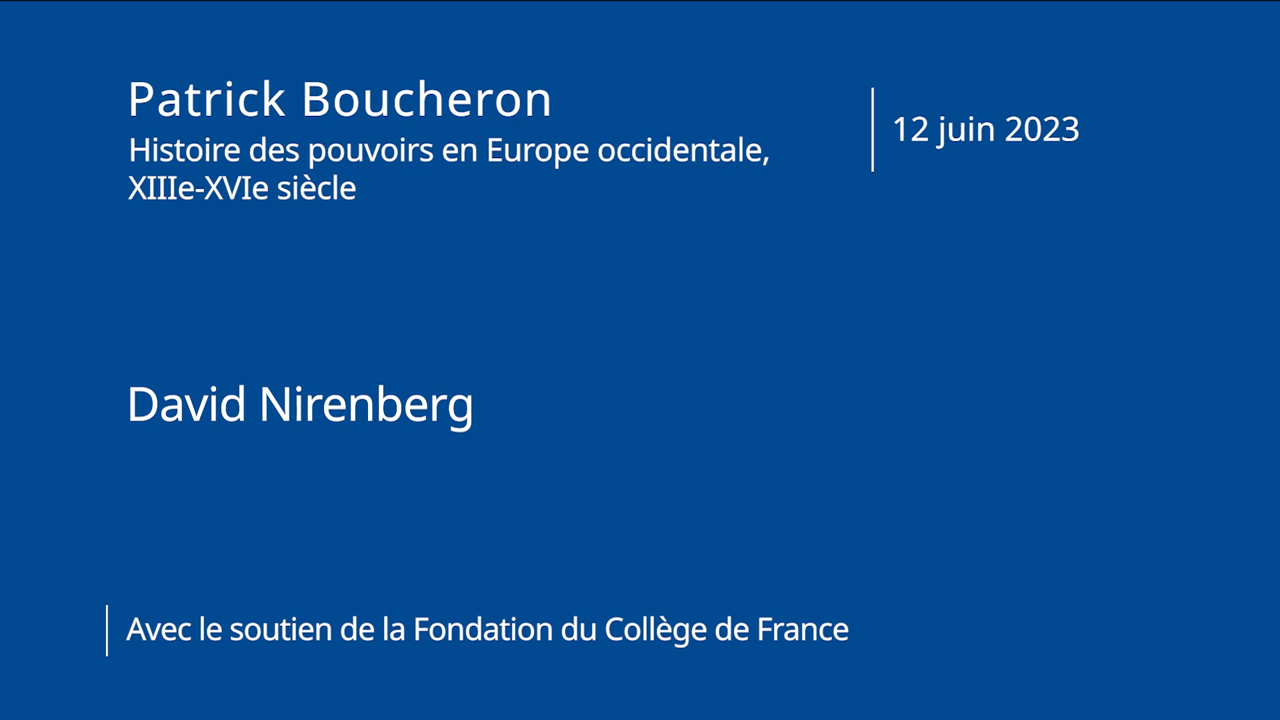 Patrick Boucheron
Histoire des pouvoirs en Europe occidentale,
XIIIe-XVIe siècle
12 juin 2023
David Nirenberg
Avec le soutien de la Fondation du Collège de France